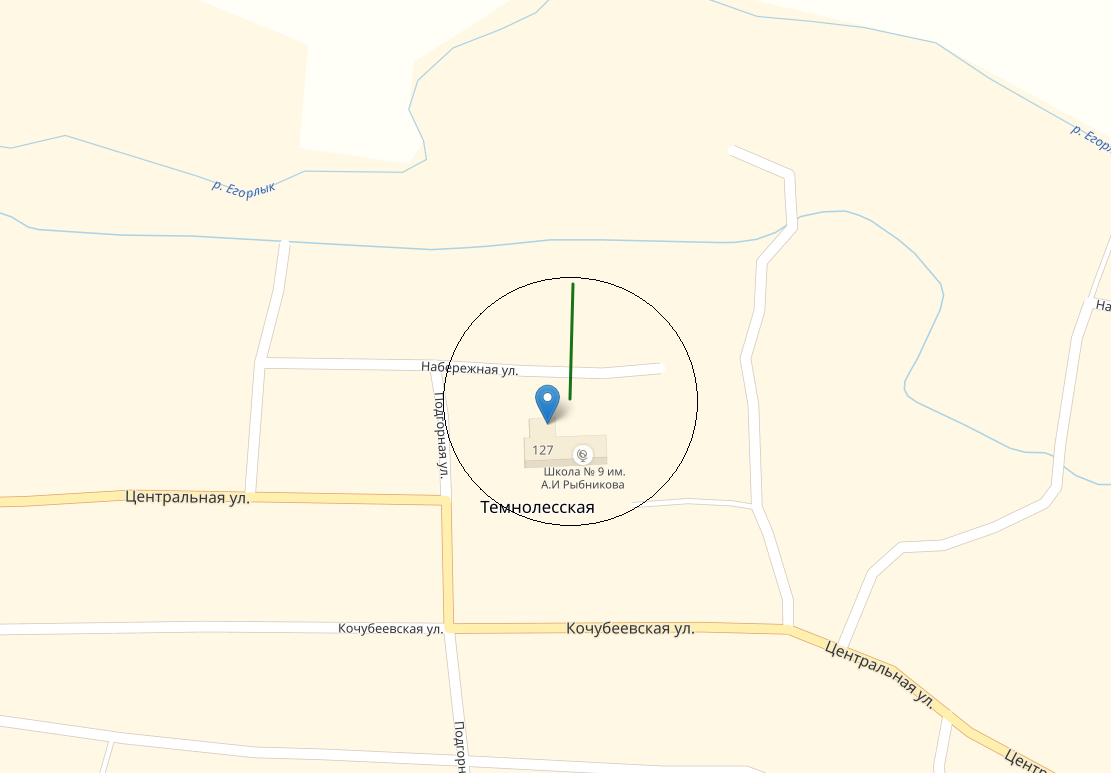 р. Егор
р. Егорлык
На
Набережная ул.
Подгорная ул.
127
Школа № 9 им.
А.И Рыбникова
Центральная ул.
Темнолесская
Кочубеевская ул.
Кочубеевская ул.
Центральная ул.
Подгорн
Центр